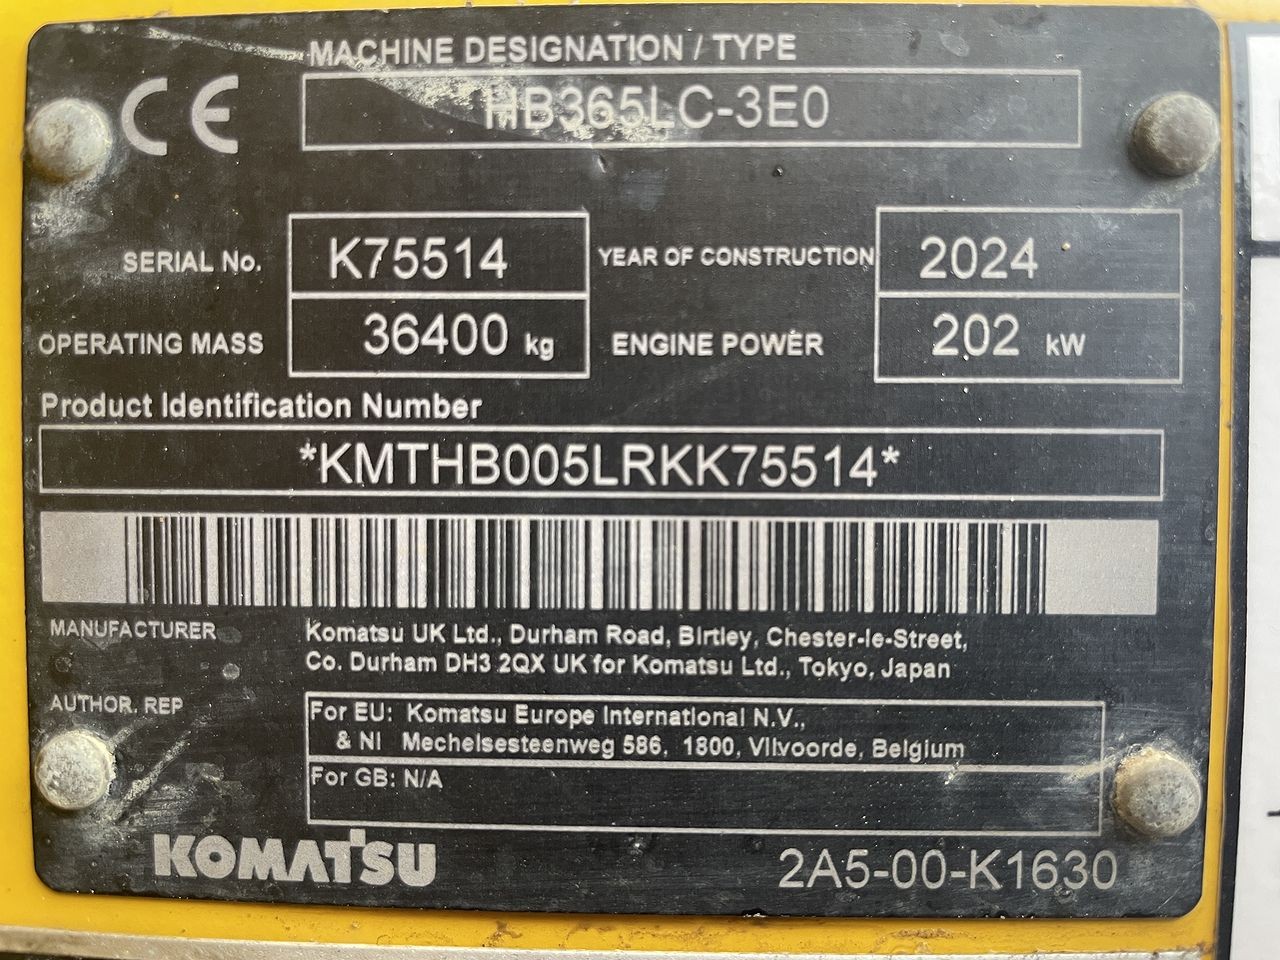 MACHINE DESIGNATION / TYPE
CE
HB365LC-3E0
SERIAL No. K75514 YEAR OF CONSTRUCTION 2024
OPERATING MASS 36400 kg ENGINE POWER 202 kW
Product Identification Number
*KMTHB005LRKK75514*
MANUFACTURER Komatsu UK Ltd., Durham Road, Birtley, Chester-le-Street,
Co. Durham DH3 2QX UK for Komatsu Ltd., Tokyo, Japan
AUTHOR. REP For EU: Komatsu Europe International N.V.,
& NI Mechelsesteenweg 586, 1800, Vilvoorde, Belgium
For GB: N/A
KOMATSU 2A5-00-K1630